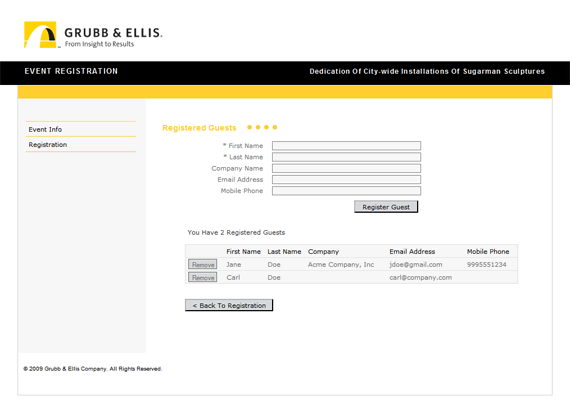 GRUBB & ELLIS.
From Insight to Results
EVENT REGISTRATION
Dedication Of City-wide Installations Of Sugarman Sculptures
Event Info
Registration
Registered Guests
* First Name
* Last Name
Company Name
Email Address
Mobile Phone
Register Guest
You Have 2 Registered Guests
First Name Last Name Company Email Address Mobile Phone
Remove Jane Doe Acme Company, Inc jdoe@gmail.com 9995551234
Remove Carl Doe carl@company.com
< Back To Registration
© 2009 Grubb & Ellis Company. All Rights Reserved.